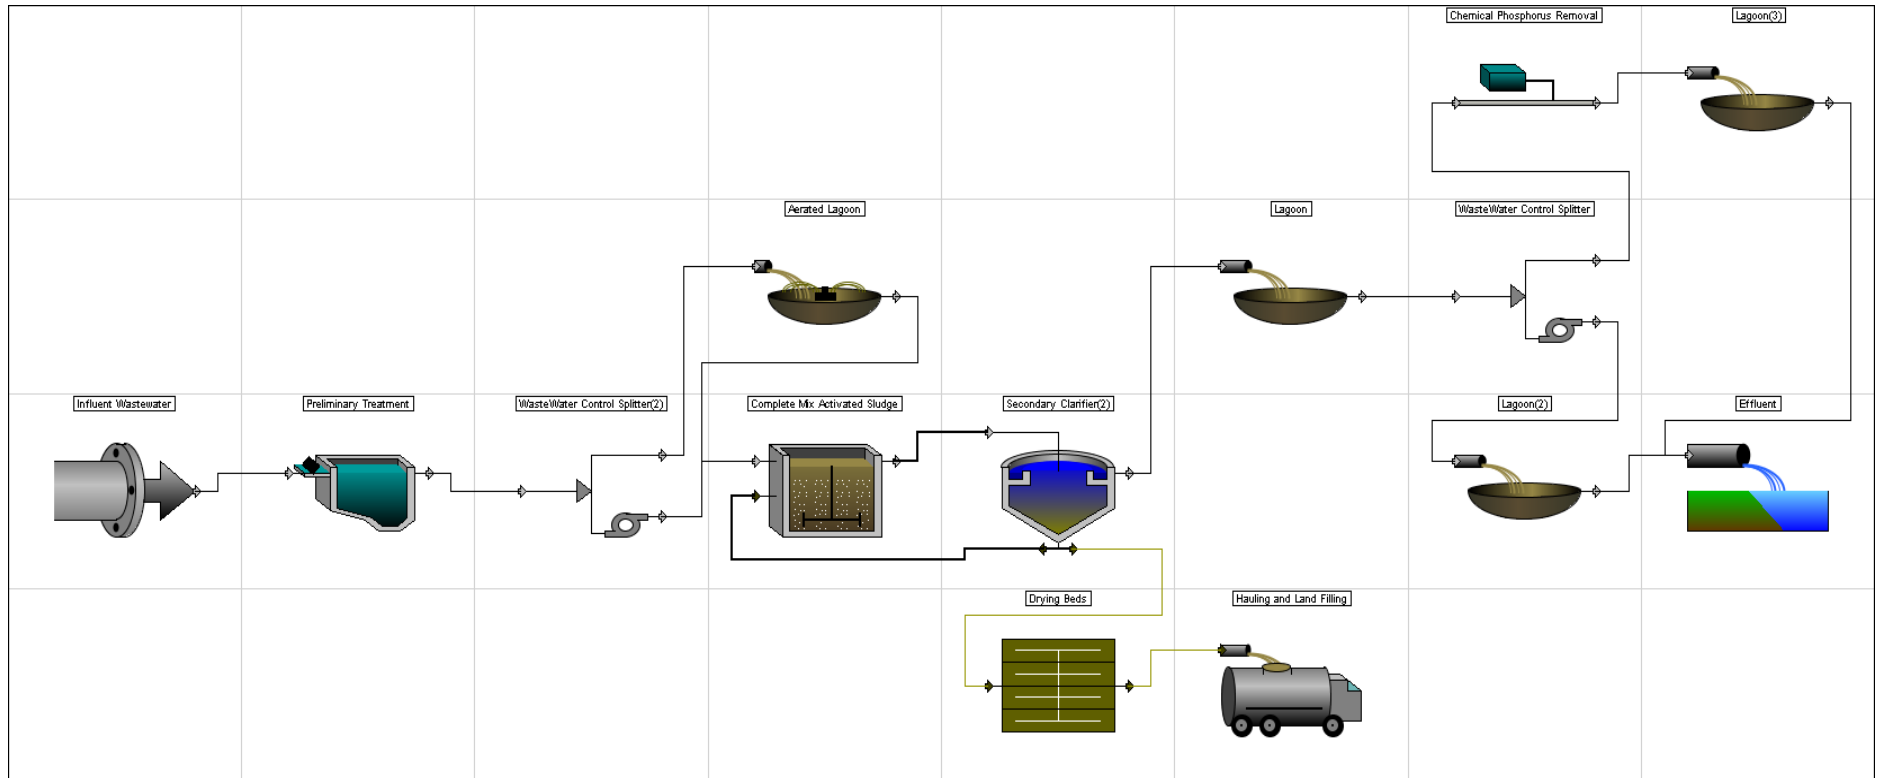 Chemical Phosphorus Removal
Lagoon(3)
Aerated Lagoon
Lagoon
WasteWater Control Splitter
Influent Wastewater
Preliminary Treatment
WasteWater Control Splitter(2)
Complete Mix Activated Sludge
Secondary Clarifier(2)
Lagoon(2)
Effluent
Drying Beds
Hauling and Land Filling